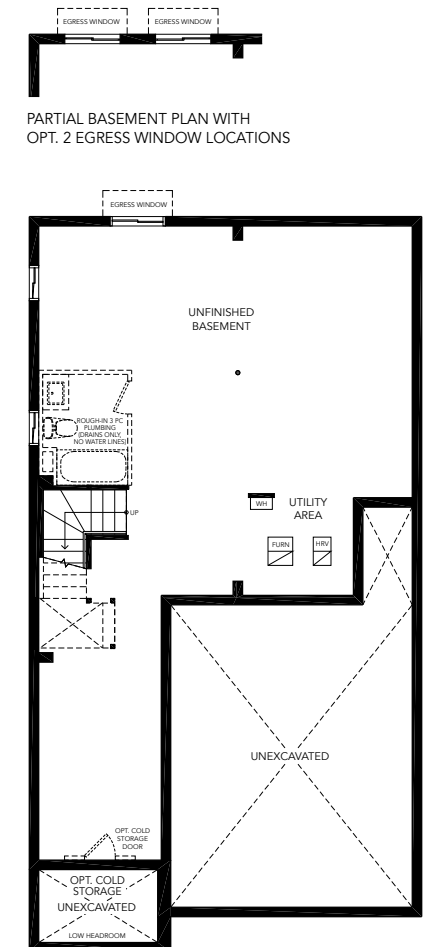 EGRESS WINDOW
EGRESS WINDOW
PARTIAL BASEMENT PLAN WITH
OPT. 2 EGRESS WINDOW LOCATIONS
EGRESS WINDOW
UNFINISHED
BASEMENT
ROUGH-IN 3 PC
PLUMBING
(DRAINS ONLY,
NO WATER LINES)
WH
UTILITY
AREA
UP
FURN
HRV
UNEXCAVATED
OPT. COLD
STORAGE
DOOR
OPT. COLD
STORAGE
UNEXCAVATED
LOW HEADROOM